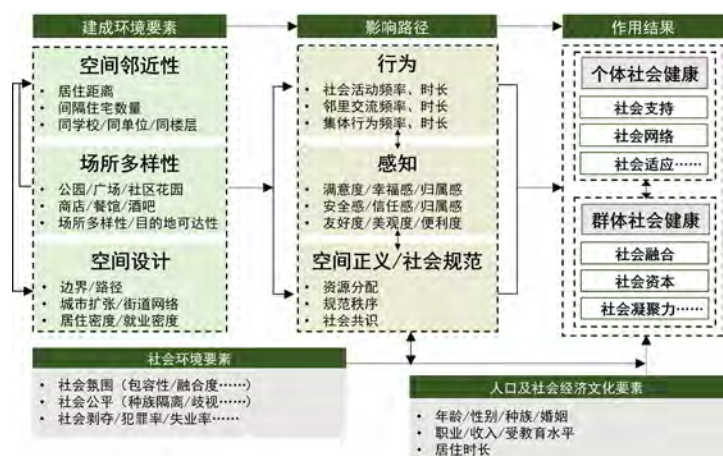 建成环境要素
影响路径
作用结果
空间邻近性
• 居住距离
• 间隔住宅数量
• 同学校/同单位/同楼层
场所多样性
• 公园/广场/社区花园
• 商店/餐馆/酒吧
• 场所多样性/目的地可达性
空间设计
• 边界/路径
• 城市扩张/街道网络
• 居住密度/就业密度
行为
• 社会活动频率、时长
• 邻里交流频率、时长
• 集体行为频率、时长
感知
• 满意度/幸福感/归属感
• 安全感/信任感/归属感
• 友好度/美观度/便利度
空间正义/社会规范
• 资源分配
• 规范秩序
• 社会共识
个体社会健康
社会支持
社会网络
社会适应……
群体社会健康
社会融合
社会资本
社会凝聚力……
社会环境要素
• 社会氛围（包容性/融合度……）
• 社会公平（种族隔离/歧视……）
• 社会剥夺/犯罪率/失业率……
人口及社会经济文化要素
• 年龄/性别/种族/婚姻
• 职业/收入/受教育水平
• 居住时长